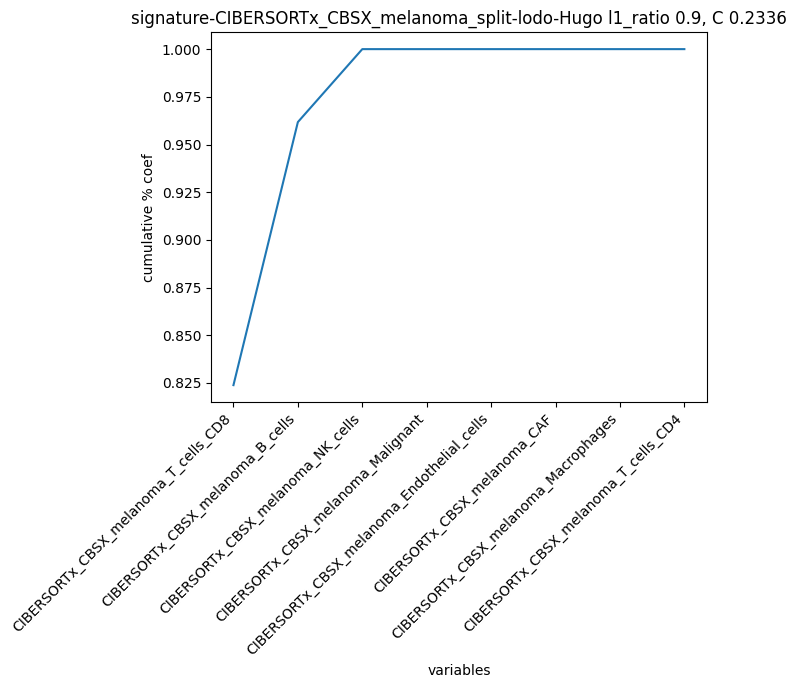 signature-CIBERSORTx_CBSX_melanoma_split-lodo-Hugo l1_ratio 0.9, C 0.2336
1.000
0.975
0.950
0.925
0.900
0.875
0.850
0.825
cumulative % coef
CIBERSORTx_CBSX_melanoma_T_cells_CD8
CIBERSORTx_CBSX_melanoma_B_cells
CIBERSORTx_CBSX_melanoma_NK_cells
CIBERSORTx_CBSX_melanoma_Malignant
CIBERSORTx_CBSX_melanoma_Endothelial_cells
CIBERSORTx_CBSX_melanoma_CAF
CIBERSORTx_CBSX_melanoma_Macrophages
CIBERSORTx_CBSX_melanoma_T_cells_CD4
variables